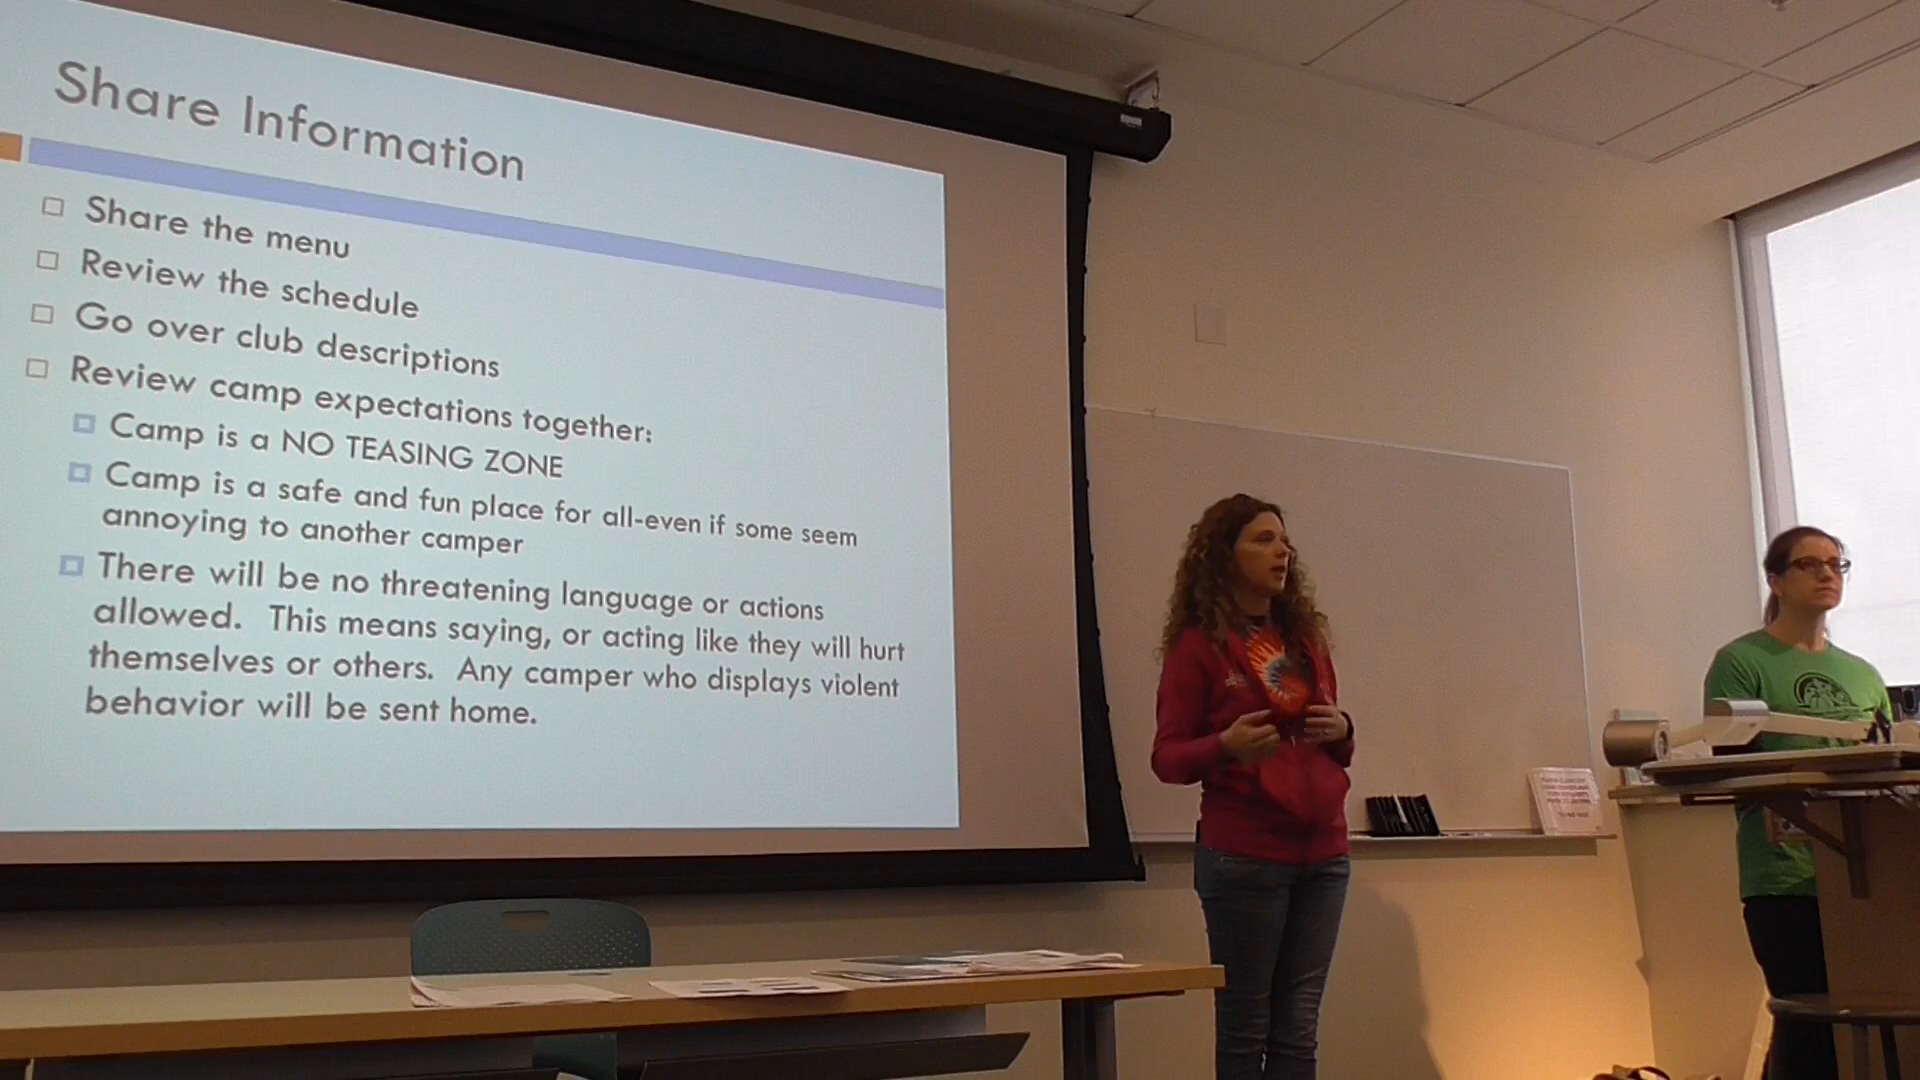 Share Information
Share the menu
Review the schedule
Go over club descriptions
Review camp expectations together:
Camp is a NO TEASING ZONE
Camp is a safe and fun place for all-even if some seem
annoying to another camper
There will be no threatening language or actions
allowed.  This means saying, or acting like they will hurt
themselves or others.  Any camper who displays violent
behavior will be sent home.